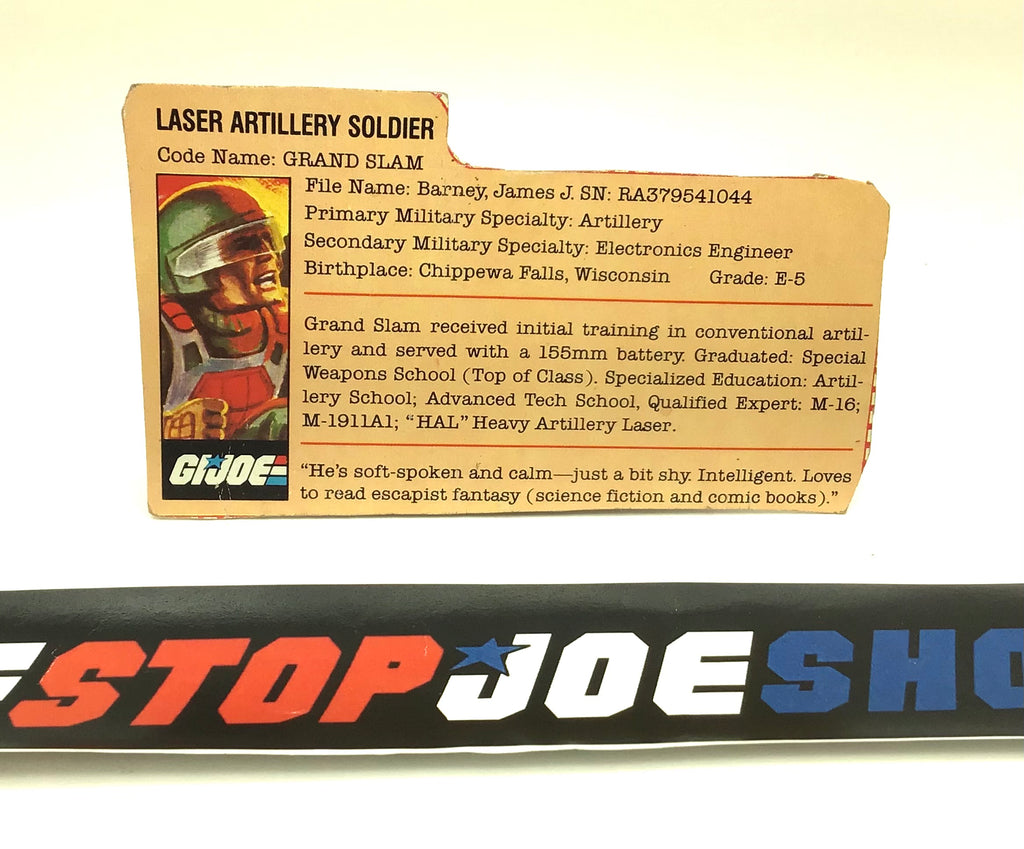 LASER ARTILLERY SOLDIER
Code Name: GRAND SLAM
File Name: Barney, James J. SN: RA379541044
Primary Military Specialty: Artillery
Secondary Military Specialty: Electronics Engineer
Birthplace: Chippewa Falls, Wisconsin Grade: E-5
Grand Slam received initial training in conventional artil-
lery and served with a 155mm battery. Graduated: Special
Weapons School (Top of Class). Specialized Education: Artil-
lery School; Advanced Tech School, Qualified Expert: M-16;
M-1911A1; “HAL” Heavy Artillery Laser.
GI JOE
“He's soft-spoken and calm—just a bit shy. Intelligent. Loves
to read escapist fantasy (science fiction and comic books).”
STOP JOE SHO